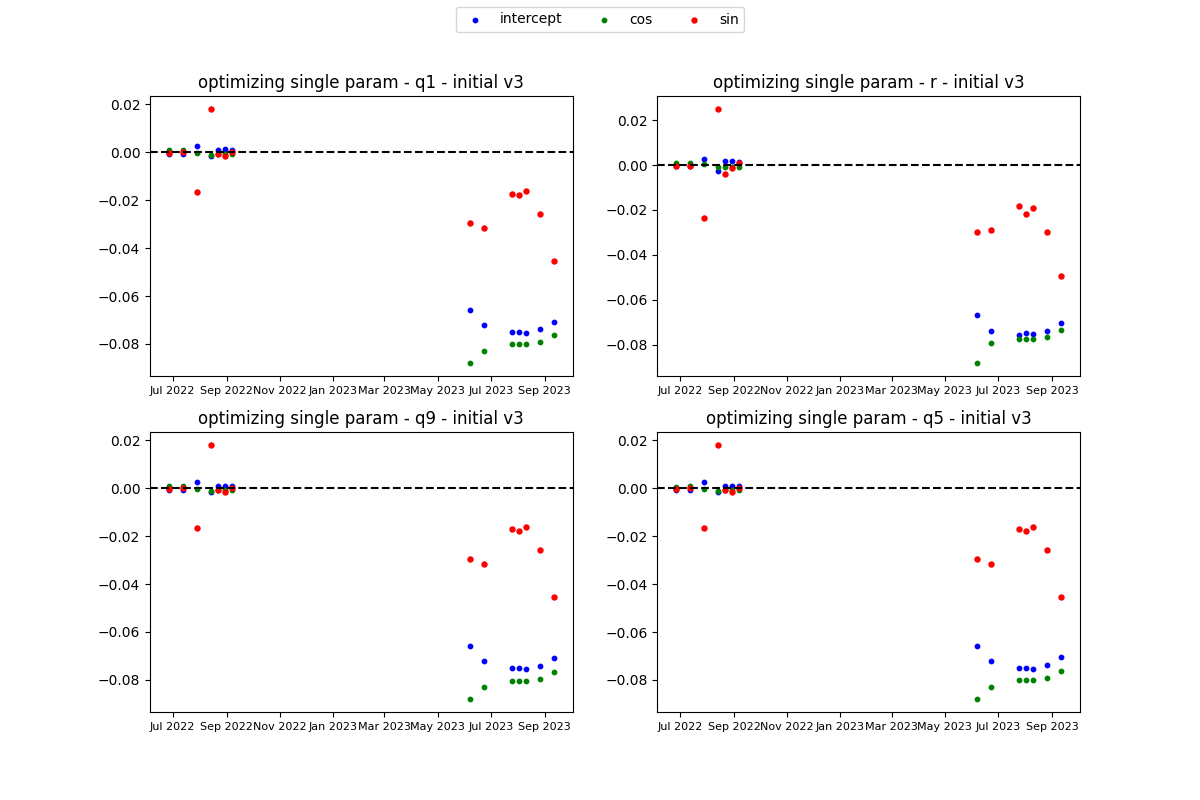 intercept cos sin
optimizing single param - q1 - initial v3
0.02
0.00
−0.02
−0.04
−0.06
−0.08
Jul 2022 Sep 2022 Nov 2022 Jan 2023 Mar 2023 May 2023 Jul 2023 Sep 2023
optimizing single param - r - initial v3
0.02
0.00
−0.02
−0.04
−0.06
−0.08
Jul 2022 Sep 2022 Nov 2022 Jan 2023 Mar 2023 May 2023 Jul 2023 Sep 2023
optimizing single param - q9 - initial v3
0.02
0.00
−0.02
−0.04
−0.06
−0.08
Jul 2022 Sep 2022 Nov 2022 Jan 2023 Mar 2023 May 2023 Jul 2023 Sep 2023
optimizing single param - q5 - initial v3
0.02
0.00
−0.02
−0.04
−0.06
−0.08
Jul 2022 Sep 2022 Nov 2022 Jan 2023 Mar 2023 May 2023 Jul 2023 Sep 2023